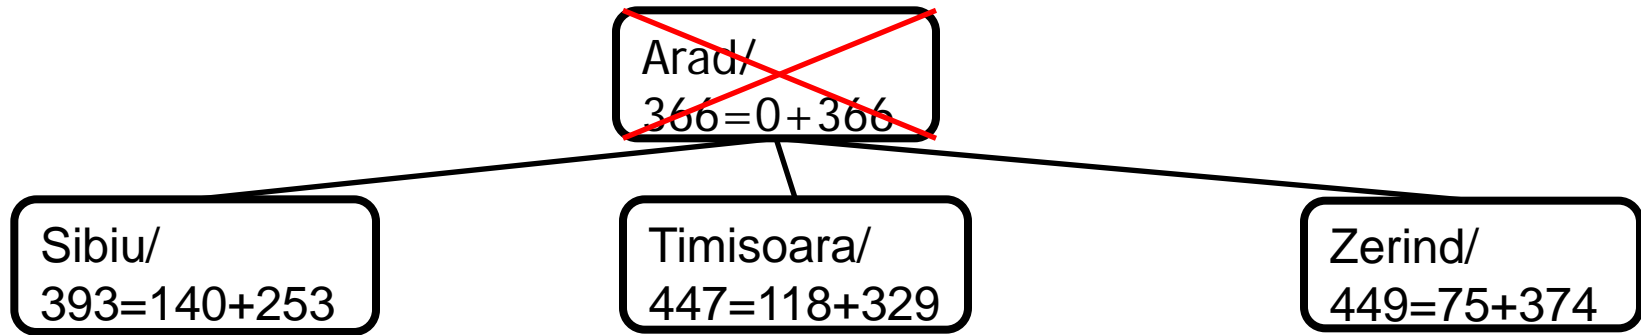 Arad/
366=0+366
Sibiu/
393=140+253
Timisoara/
447=118+329
Zerind/
449=75+374